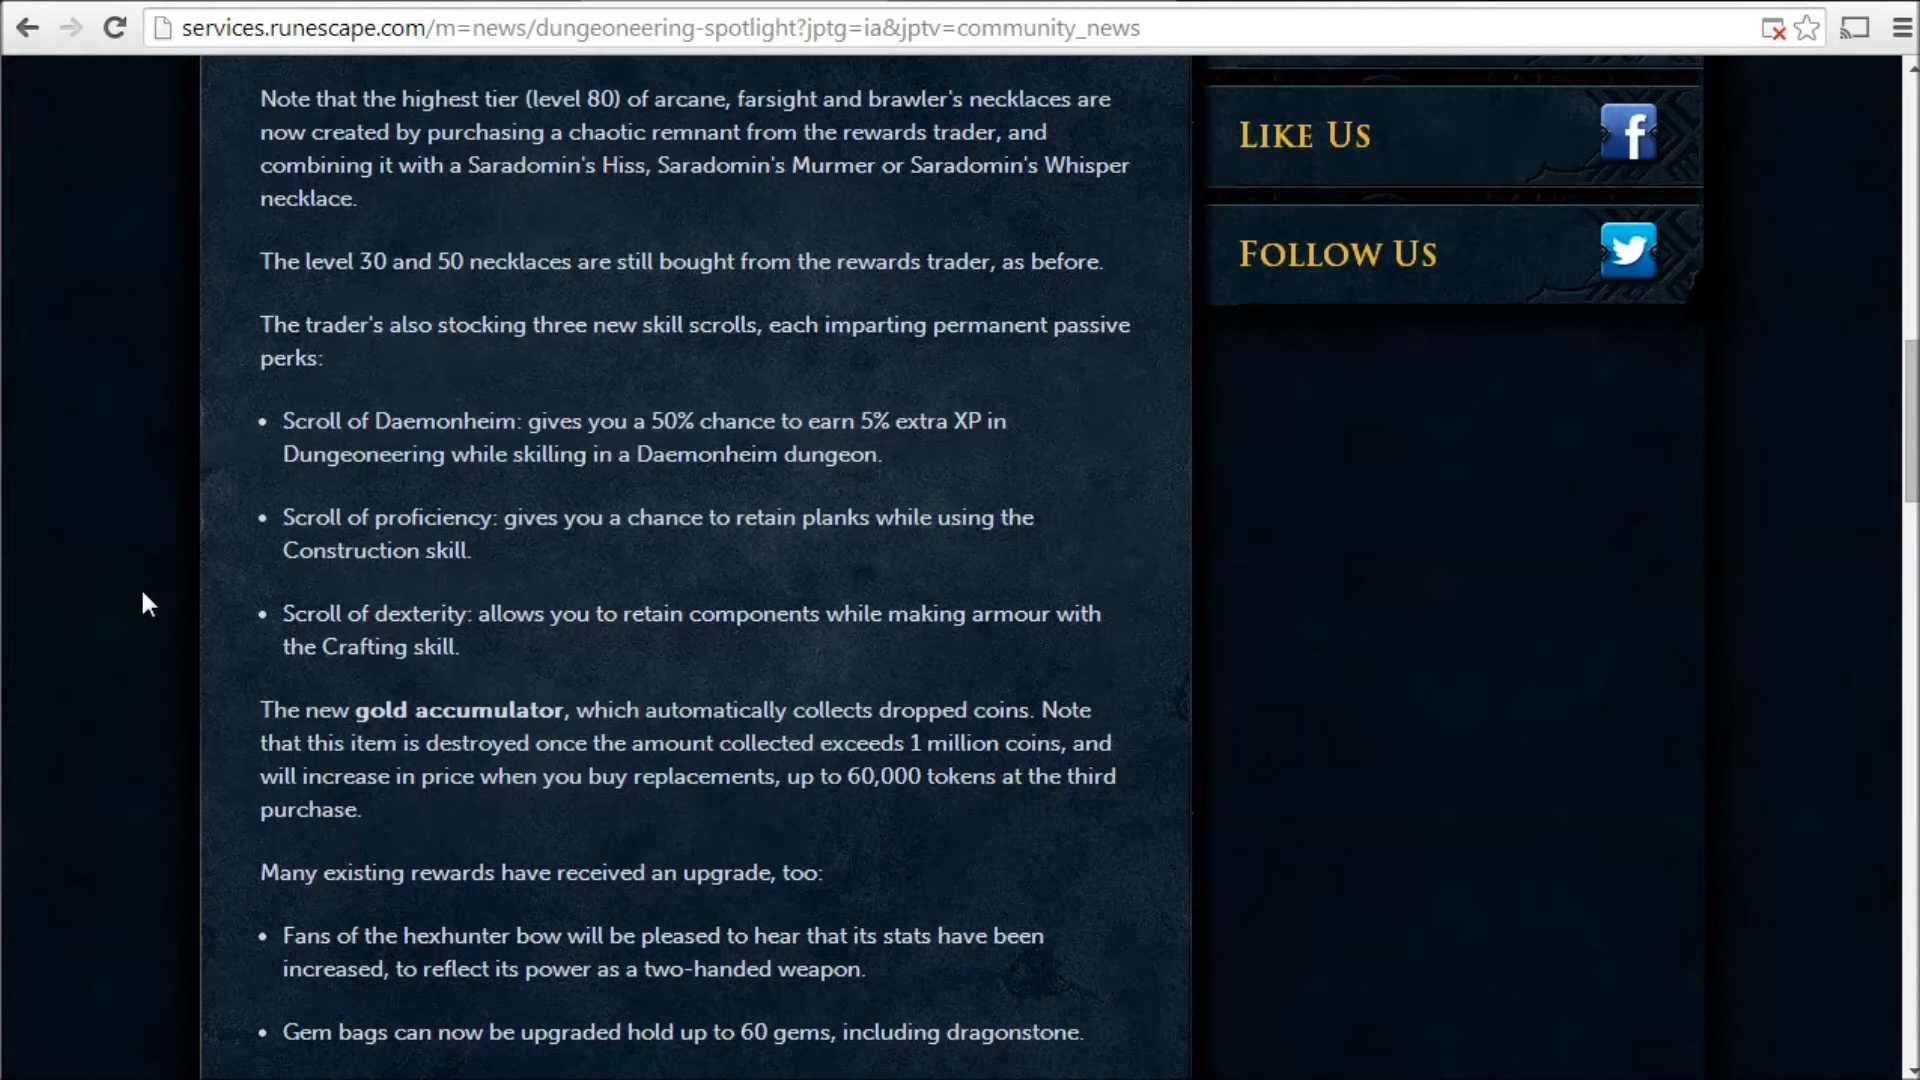 services.runescape.com/m=news/dungeoneering-spotlight?jptg=ia&jptv=community_news
Note that the highest tier (level 80) of arcane, farsight and brawler's necklaces are
now created by purchasing a chaotic remnant from the rewards trader, and
combining it with a Saradomin's Hiss, Saradomin's Murmer or Saradomin's Whisper
necklace.
The level 30 and 50 necklaces are still bought from the rewards trader, as before.
The trader's also stocking three new skill scrolls, each imparting permanent passive
perks:
• Scroll of Daemonheim: gives you a 50% chance to earn 5% extra XP in
Dungeoneering while skilling in a Daemonheim dungeon.
• Scroll of proficiency: gives you a chance to retain planks while using the
Construction skill.
• Scroll of dexterity: allows you to retain components while making armour with
the Crafting skill.
The new gold accumulator, which automatically collects dropped coins. Note
that this item is destroyed once the amount collected exceeds 1 million coins, and
will increase in price when you buy replacements, up to 60,000 tokens at the third
purchase.
Many existing rewards have received an upgrade, too:
• Fans of the hexhunter bow will be pleased to hear that its stats have been
increased, to reflect its power as a two-handed weapon.
• Gem bags can now be upgraded hold up to 60 gems, including dragonstone.
Like Us
f
Follow Us